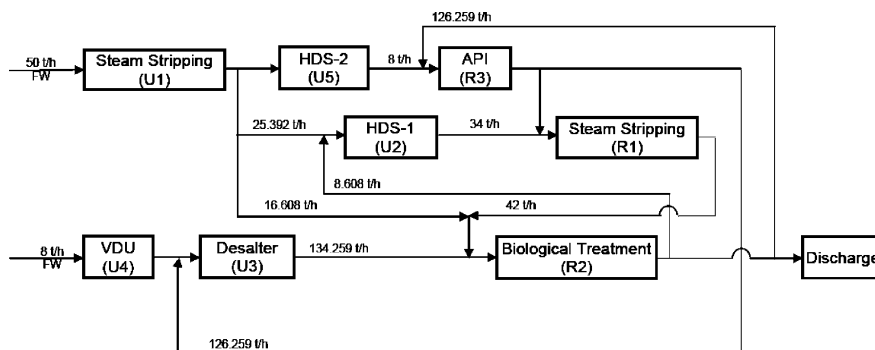 126.259 t/h
50 t/h
FW
Steam Stripping
(U1)
HDS-2
(U5)
8 t/h
API
(R3)
25.392 t/h
HDS-1
(U2)
34 t/h
Steam Stripping
(R1)
8.608 t/h
16.608 t/h
42 t/h
8 t/h
FW
VDU
(U4)
Desalter
(U3)
134.259 t/h
Biological Treatment
(R2)
Discharge
126.259 t/h